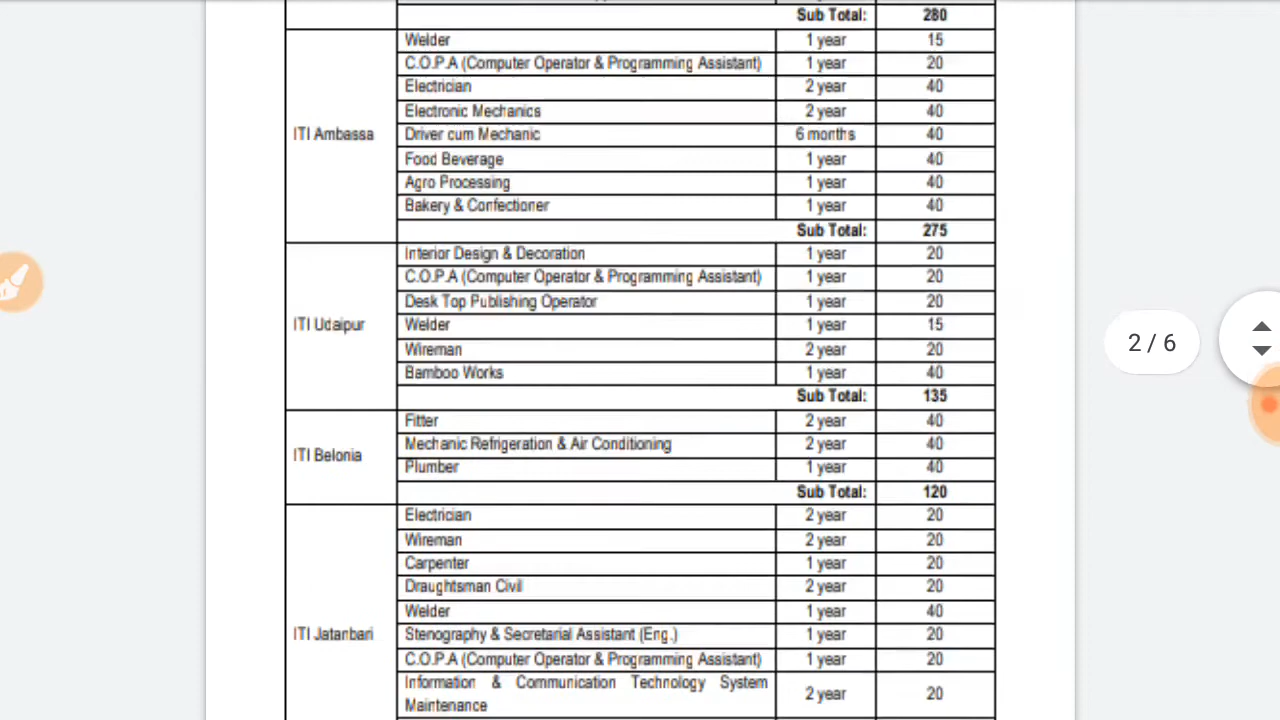 Sub Total: 280
Welder 1 year 15
C.O.P.A (Computer Operator & Programming Assistant) 1 year 20
Electrician 2 year 40
Electronic Mechanics 2 year 40
ITI Ambassa Driver cum Mechanic 6 months 40
Food Beverage 1 year 40
Agro Processing 1 year 40
Bakery & Confectioner 1 year 40
Sub Total: 275
Interior Design & Decoration 1 year 20
C.O.P.A (Computer Operator & Programming Assistant) 1 year 20
Desk Top Publishing Operator 1 year 20
ITI Udaipur Welder 1 year 15
Wireman 2 year 20
Bamboo Works 1 year 40
Sub Total: 135
Fitter 2 year 40
ITI Belonia Mechanic Refrigeration & Air Conditioning 2 year 40
Plumber 1 year 40
Sub Total: 120
Electrician 2 year 20
Wireman 2 year 20
Carpenter 1 year 20
Draughtsman Civil 2 year 20
Welder 1 year 40
ITI Jatanbari Stenography & Secretarial Assistant (Eng.) 1 year 20
C.O.P.A (Computer Operator & Programming Assistant) 1 year 20
Information & Communication Technology System
Maintenance 2 year 20
2 / 6